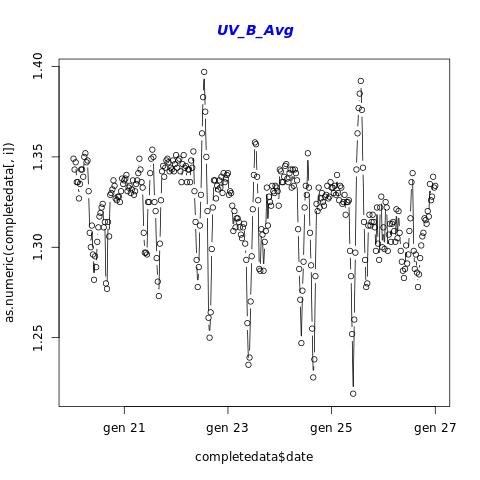 UV_B_Avg
as.numeric(completedata[, i])
1.40
1.35
1.30
1.25
gen 21
gen 23
gen 25
gen 27
completedata$date